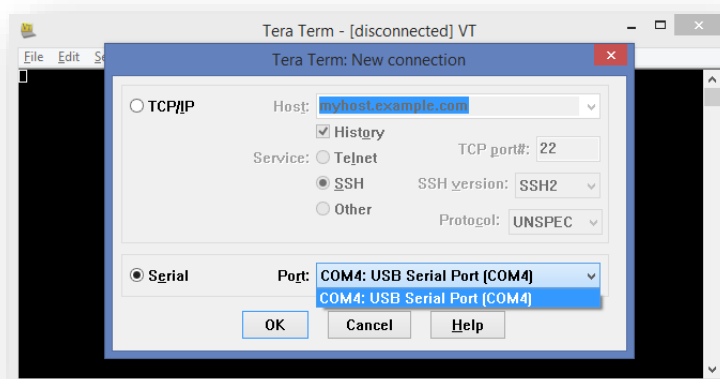 Tera Term - [disconnected] VT
File Edit Se
Tera Term: New connection
TCP/IP Host: myhost.example.com
History
Service: Telnet TCP port#: 22
SSH SSH version: SSH2
Other Protocol: UNSPEC
Serial Port: COM4: USB Serial Port (COM4)
COM4: USB Serial Port (COM4)
OK Cancel Help